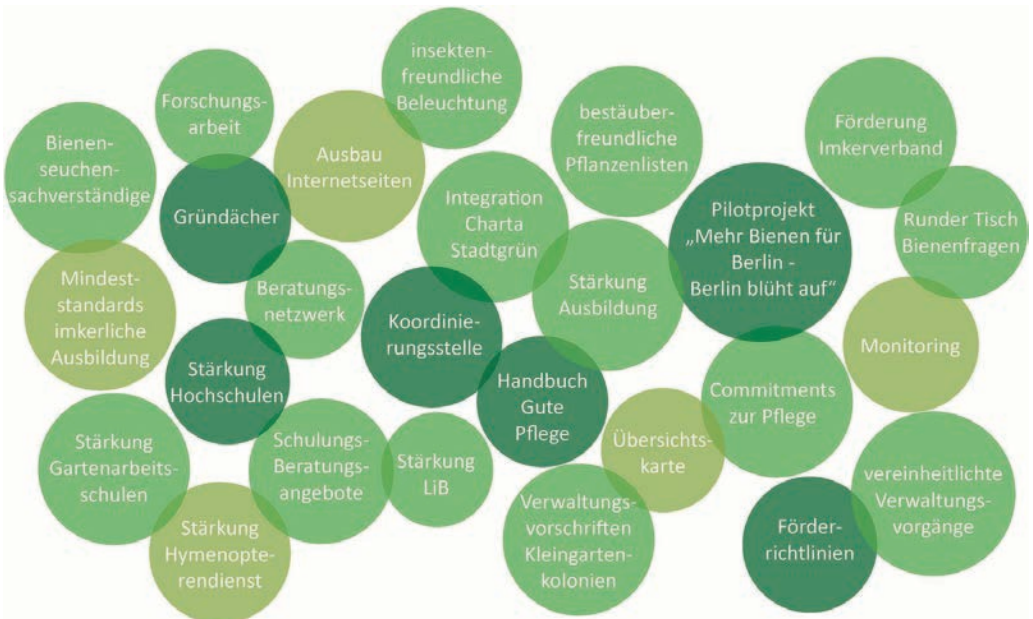 insekten-
freundliche
Beleuchtung
Forschungs-
arbeit
bestäuber-
freundliche
Pflanzenlisten
Förderung
Imkerverband
Bienen-
seuchen-
sachverständige
Ausbau
Internetseiten
Gründächer
Integration
Charta
Stadtgrün
Pilotprojekt
„Mehr Bienen für
Berlin -
Berlin blüht auf“
Runder Tisch
Bienenfragen
Mindest-
standards
imkerliche
Ausbildung
Beratungs-
netzwerk
Stärkung
Ausbildung
Koordinie-
rungsstelle
Monitoring
Stärkung
Hochschulen
Handbuch
Gute
Pflege
Commitments
zur Pflege
Übersichts-
karte
Stärkung
Gartenarbeits-
schulen
Schulungs-
Beratungs-
angebote
Stärkung
LiB
vereinheitlichte
Verwaltungs-
vorgänge
Stärkung
Hymenopte-
rendienst
Verwaltungs-
vorschriften
Kleingarten-
kolonien
Förder-
richtlinien